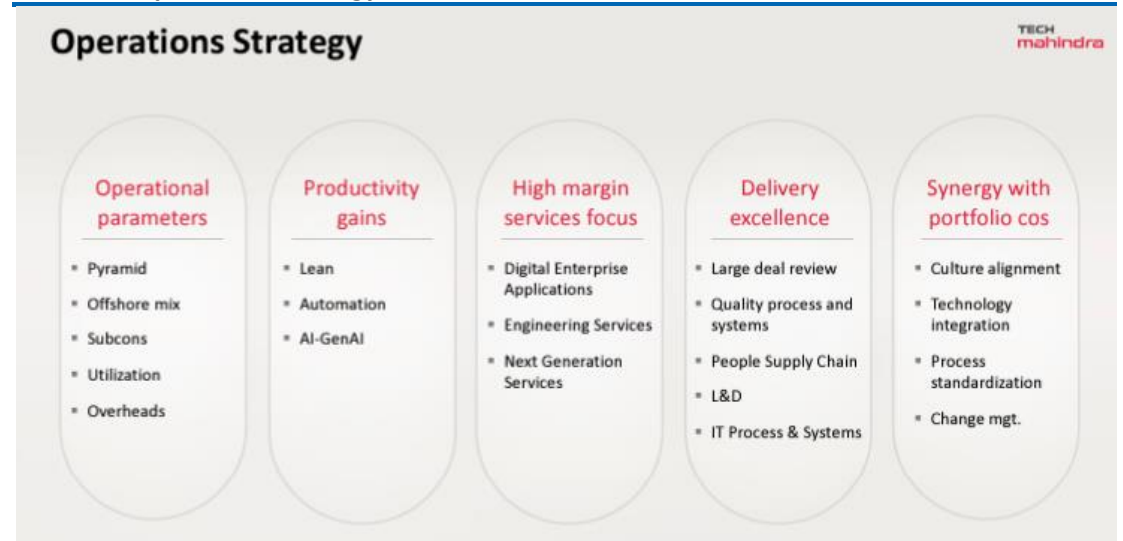 Operations Strategy
TECH
mahindra
Operational
parameters
Pyramid
Offshore mix
Subcons
Utilization
Overheads
Productivity
gains
Lean
Automation
AI-GenAI
High margin
services focus
Digital Enterprise
Applications
Engineering Services
Next Generation
Services
Delivery
excellence
Large deal review
Quality process and
systems
People Supply Chain
L&D
IT Process & Systems
Synergy with
portfolio cos
Culture alignment
Technology
integration
Process
standardization
Change mgt.